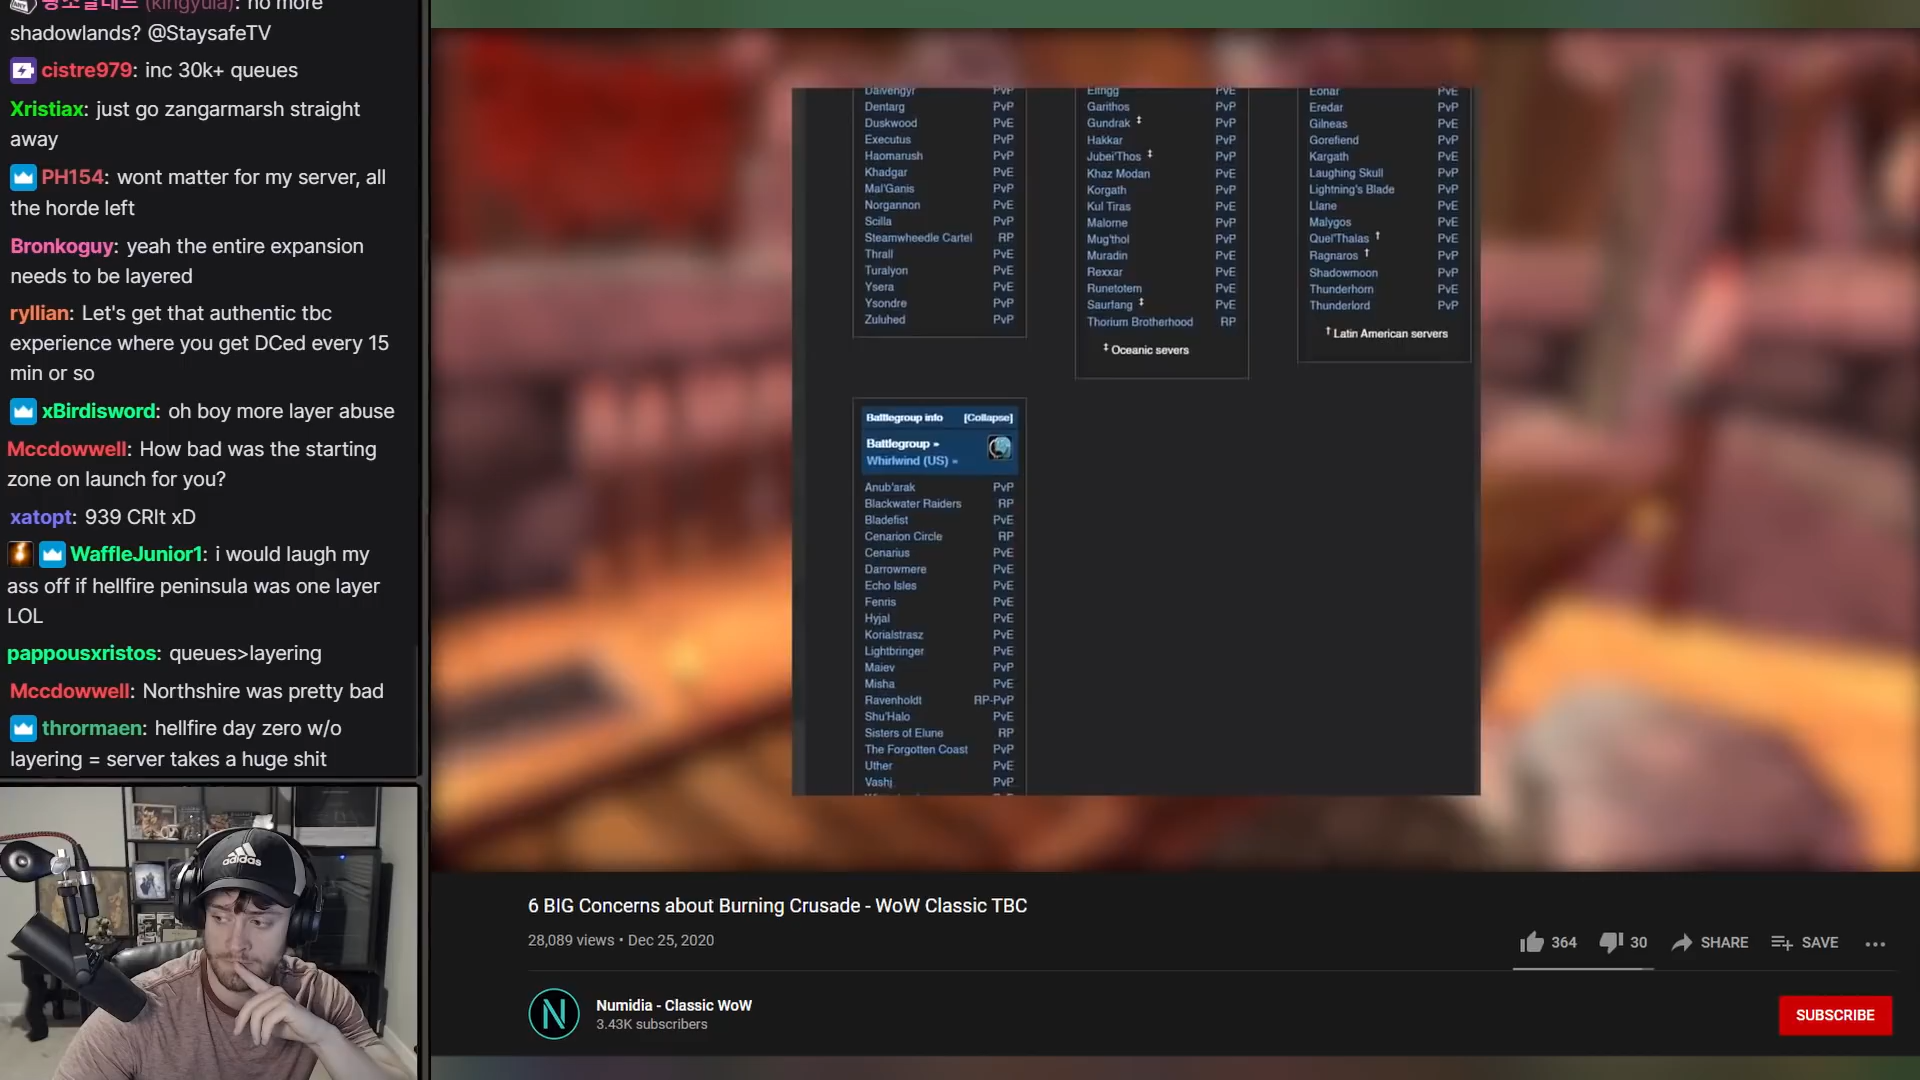 (kingyula): no more
shadowlands? @StaysafeTV
cistre979: inc 30k+ queues
Xristiax: just go zangarmarsh straight
away
PH154: wont matter for my server, all
the horde left
Bronkoguy: yeah the entire expansion
needs to be layered
ryllian: Let's get that authentic tbc
experience where you get DCed every 15
min or so
xBirdisword: oh boy more layer abuse
Mccdowwell: How bad was the starting
zone on launch for you?
xatopt: 939 CRIt xD
WaffleJunior1: i would laugh my
ass off if hellfire peninsula was one layer
LOL
pappousxristos: queues>layering
Mccdowwell: Northshire was pretty bad
thrormaen: hellfire day zero w/o
layering = server takes a huge shit
adidas
Dalvengyr PvP
Dentarg PvP
Duskwood PvE
Executus PvP
Haomarush PvP
Khadgar PvE
Mal'Ganis PvP
Norgannon PvE
Scilla PvP
Steamwheedle Cartel RP
Thrall PvE
Turalyon PvE
Ysera PvE
Ysondre PvP
Zuluhed PvP
Eitrigg PvE
Garithos PvP
Gundrak ‡ PvP
Hakkar PvP
Jubei'Thos ‡ PvP
Khaz Modan PvE
Korgath PvP
Kul Tiras PvE
Malorne PvP
Mug'thol PvP
Muradin PvE
Rexxar PvE
Runetotem PvE
Saurfang ‡ PvE
Thorium Brotherhood RP
‡ Oceanic severs
Eonar PvE
Eredar PvP
Gilneas PvE
Gorefiend PvP
Kargath PvE
Laughing Skull PvP
Lightning's Blade PvP
Llane PvE
Malygos PvE
Quel'Thalas † PvE
Ragnaros † PvP
Shadowmoon PvP
Thunderhorn PvE
Thunderlord PvP
† Latin American servers
Battlegroup info [Collapse]
Battlegroup »
Whirlwind (US) »
Anub'arak PvP
Blackwater Raiders RP
Bladefist PvE
Cenarion Circle RP
Cenarius PvE
Darrowmere PvE
Echo Isles PvE
Fenris PvE
Hyjal PvE
Korialstrasz PvE
Lightbringer PvE
Maiev PvP
Misha PvE
Ravenholdt RP-PvP
Shu'Halo PvE
Sisters of Elune RP
The Forgotten Coast PvP
Uther PvE
Vashj PvP
6 BIG Concerns about Burning Crusade - WoW Classic TBC
28,089 views • Dec 25, 2020
364 30 SHARE SAVE
N
Numidia - Classic WoW
3.43K subscribers
SUBSCRIBE